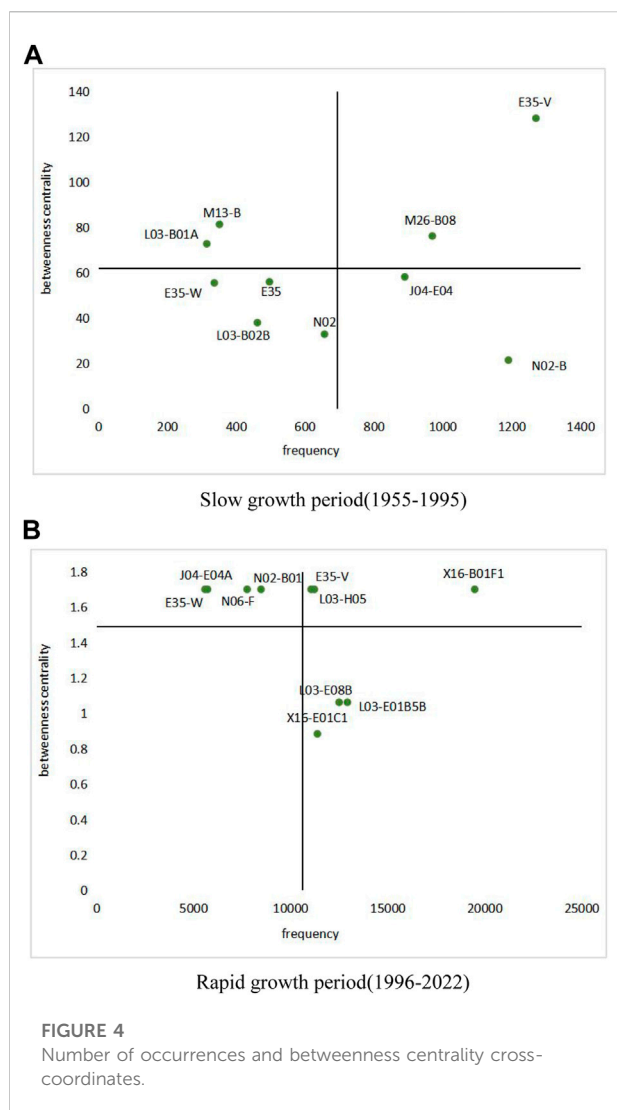 A
140
120
100
80
60
40
20
0
betweenness centrality
E35-V
M13-B
M26-B08
L03-B01A
E35-W
E35
J04-E04
L03-B02B
N02
N02-B
0 200 400 600 800 1000 1200 1400
frequency
Slow growth period(1955-1995)
B
1.8
1.6
1.4
1.2
1
0.8
0.6
0.4
0.2
0
betweenness centrality
J04-E04A N02-B01 E35-V X16-B01F1
E35-W N06-F L03-H05
L03-E08B
L03-E01B5B
X16-E01C1
0 5000 10000 15000 20000 25000
frequency
Rapid growth period(1996-2022)
FIGURE 4
Number of occurrences and betweenness centrality cross-
coordinates.